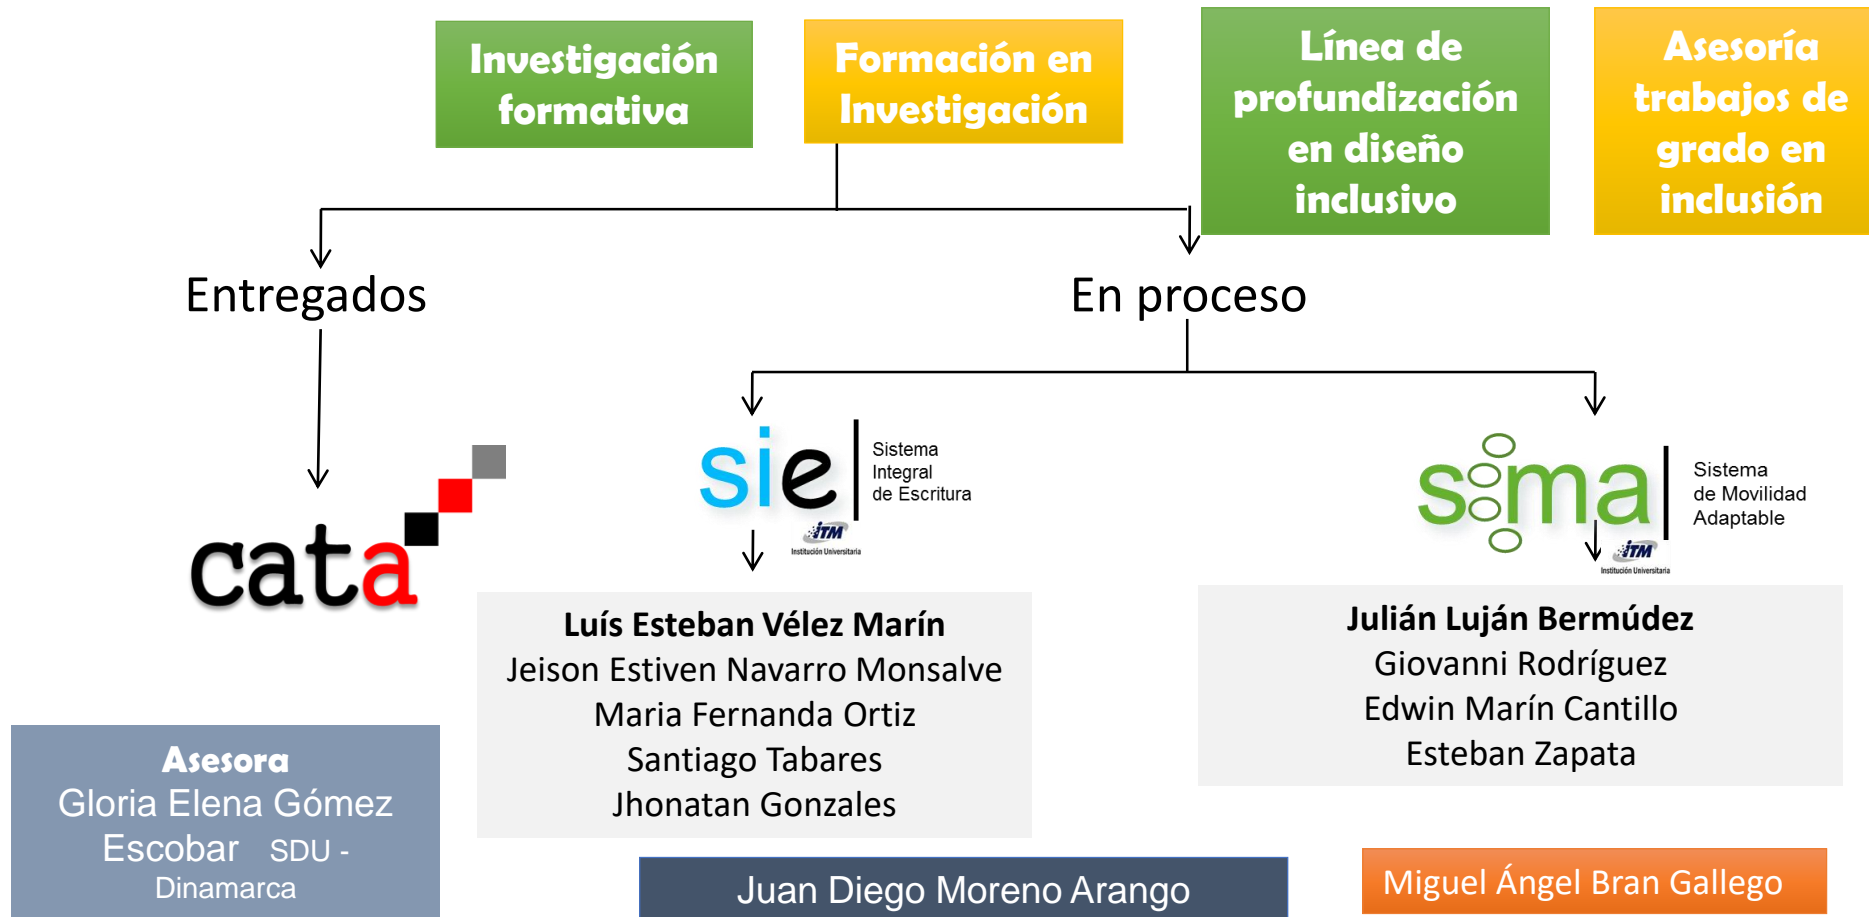 Investigación
formativa
Formación en
Investigación
Línea de
profundización
en diseño
inclusivo
Asesoría
trabajos de
grado en
inclusión
Entregados
En proceso
cata
sie
Sistema
Integral
de Escritura
iTM
Institución Universitaria
sima
Sistema
de Movilidad
Adaptable
iTM
Institución Universitaria
Luís Esteban Vélez Marín
Jeison Estiven Navarro Monsalve
Maria Fernanda Ortiz
Santiago Tabares
Jhonatan Gonzales
Julián Luján Bermúdez
Giovanni Rodríguez
Edwin Marín Cantillo
Esteban Zapata
Asesora
Gloria Elena Gómez
Escobar SDU -
Dinamarca
Juan Diego Moreno Arango
Miguel Ángel Bran Gallego